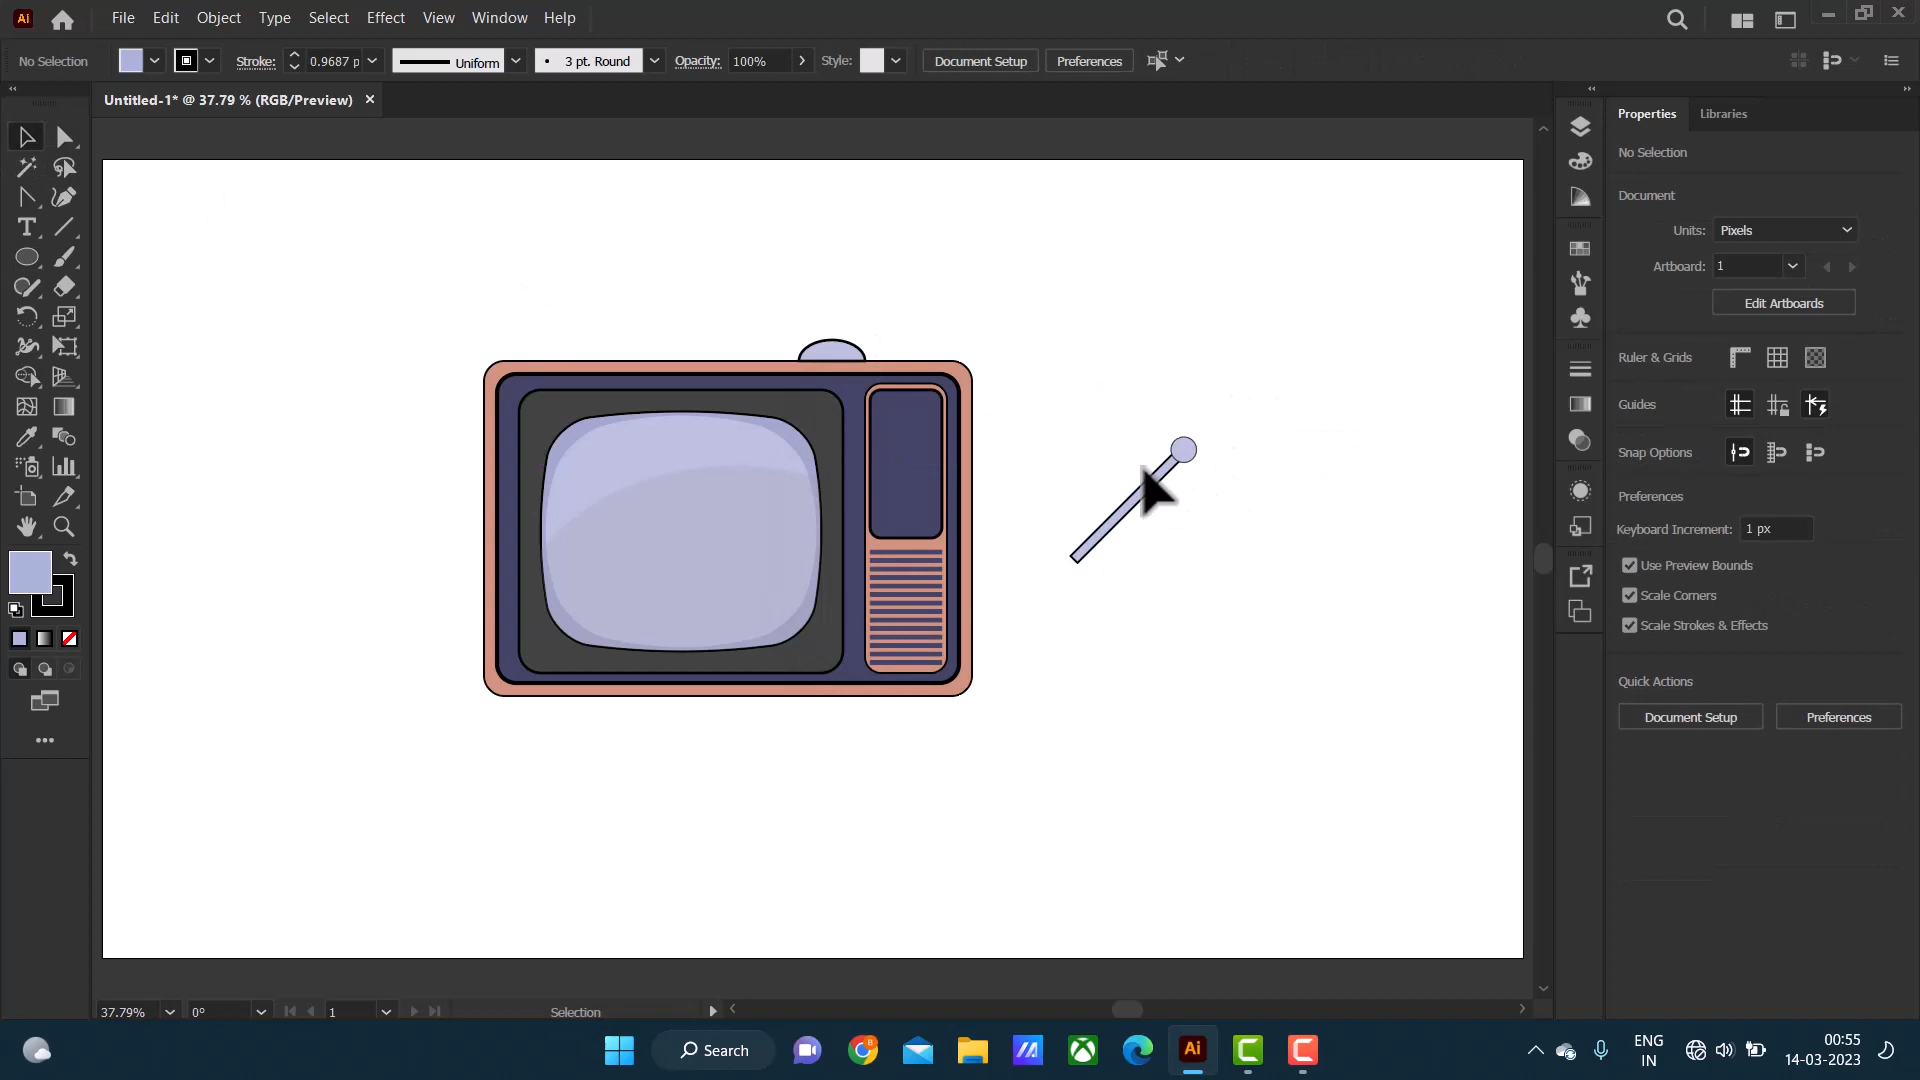 Ai File Edit Object Type Select Effect View Window Help
No Selection Stroke: 0.9687 p Uniform 3 pt. Round Opacity: 100% Style: Document Setup Preferences
Untitled-1* @ 37.79 % (RGB/Preview)
Properties Libraries
No Selection
Document
Units: Pixels
Artboard: 1
Edit Artboards
Ruler & Grids
Guides
Snap Options
Preferences
Keyboard Increment: 1 px
Use Preview Bounds
Scale Corners
Scale Strokes & Effects
Quick Actions
Document Setup Preferences
37.79% 0° 1 Selection
Search
Ai
ENG
IN
00:55
14-03-2023